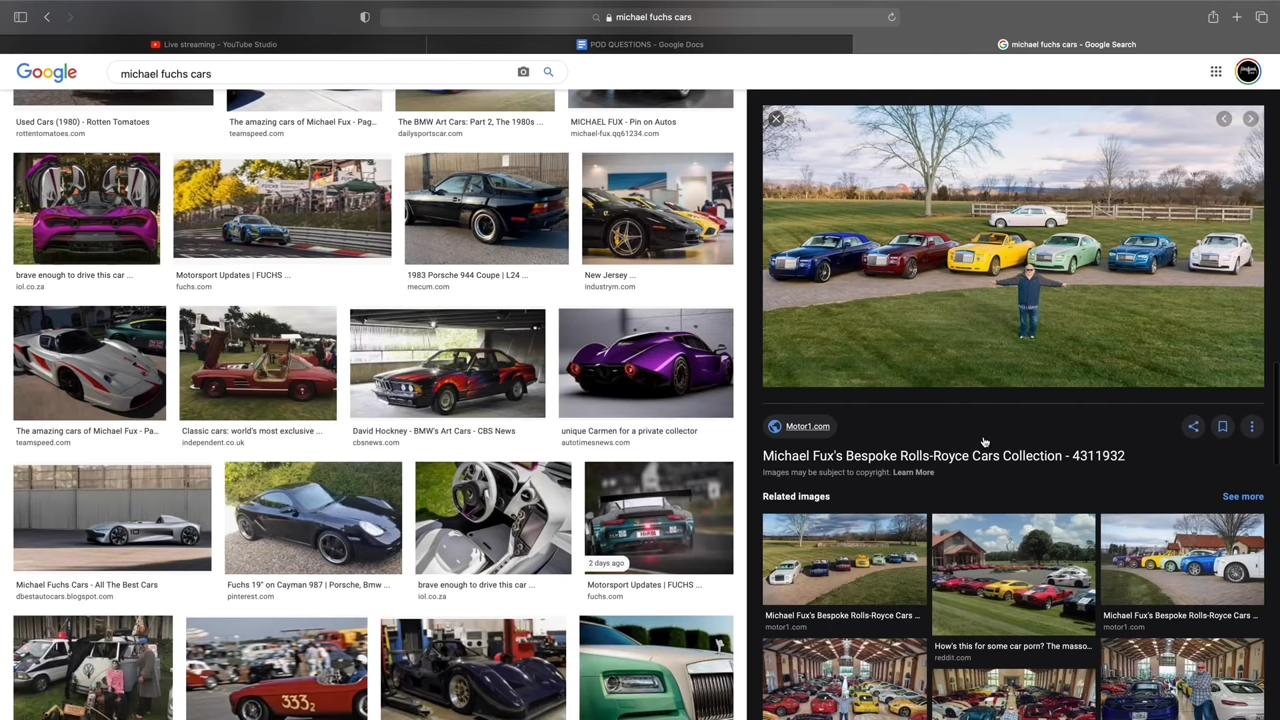 michael fuchs cars
Live streaming - YouTube Studio
POD QUESTIONS - Google Docs
michael fuchs cars - Google Search
Google
michael fuchs cars
Used Cars (1980) - Rotten Tomatoes
rottentomatoes.com
The amazing cars of Michael Fux - Pag...
teamspeed.com
The BMW Art Cars: Part 2, The 1980s ...
dailysportscar.com
MICHAEL FUX - Pin on Autos
michael-fux.qq61234.com
brave enough to drive this car ...
iol.co.za
Motorsport Updates | FUCHS ...
fuchs.com
1983 Porsche 944 Coupe | L24 ...
mecum.com
New Jersey ...
industrym.com
The amazing cars of Michael Fux - Pa...
teamspeed.com
Classic cars: world's most exclusive ...
independent.co.uk
David Hockney - BMW's Art Cars - CBS News
cbsnews.com
unique Carmen for a private collector
autotimesnews.com
2 days ago
Michael Fuchs Cars - All The Best Cars
dbestautocars.blogspot.com
Fuchs 19" on Cayman 987 | Porsche, Bmw ...
pinterest.com
brave enough to drive this car ...
iol.co.za
Motorsport Updates | FUCHS ...
fuchs.com
333
Motor1.com
Michael Fux's Bespoke Rolls-Royce Cars Collection - 4311932
Images may be subject to copyright. Learn More
Related images
See more
Michael Fux's Bespoke Rolls-Royce Cars ...
motor1.com
How's this for some car porn? The masso...
reddit.com
Michael Fux's Bespoke Rolls-Royce Cars ...
motor1.com